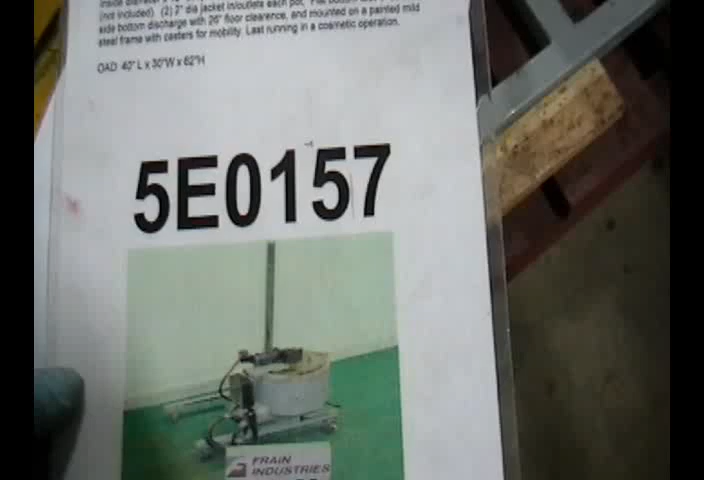 (not included). (2) 2" dia jacket in/outlets each pot, Flat bottom
side bottom discharge with 26" floor clearence, and mounted on a painted mild
steel frame with casters for mobility. Last running in a cosmetic operation.
OAD: 40" L x 30"W x 82"H
5E0157
FRAIN
INDUSTRIES